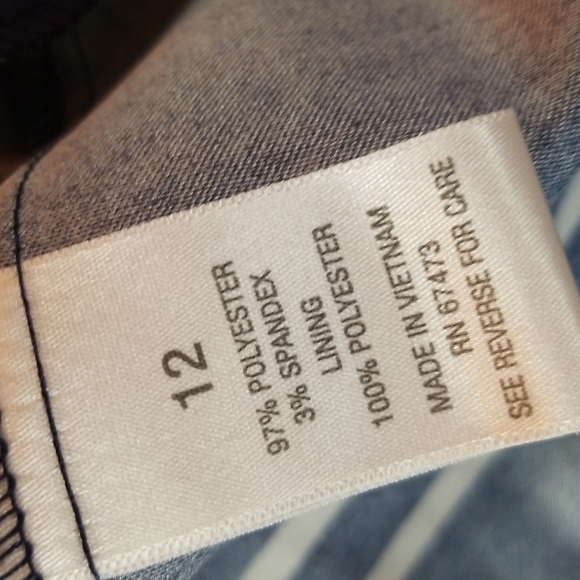 12
97% POLYESTER
3% SPANDEX
LINING
100% POLYESTER
MADE IN VIETNAM
RN 67473
SEE REVERSE FOR CARE